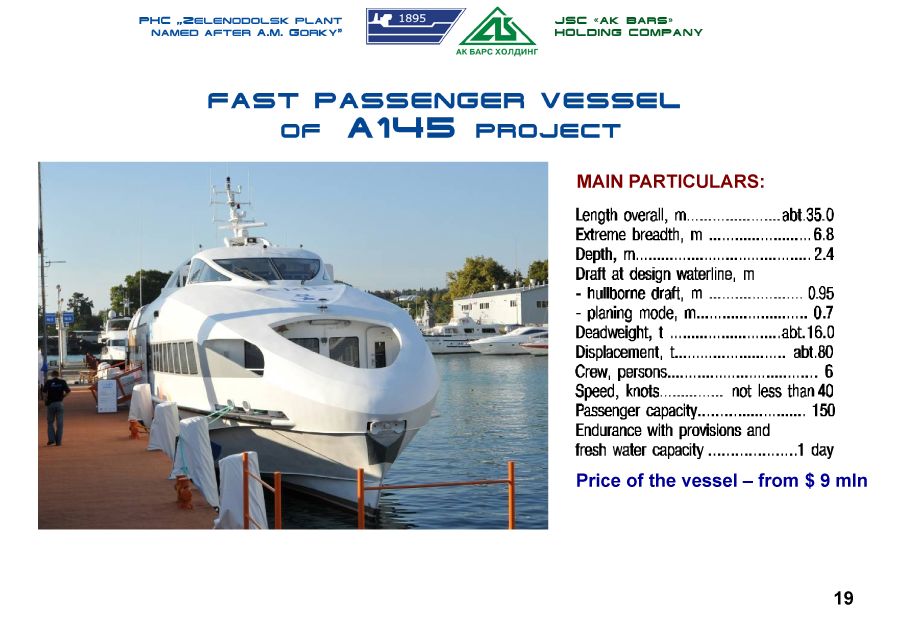 PHC „Zelenodolsk plant
named after A.M. Gorky”
1895
АК БАРС ХОЛДИНГ
JSC «AK BARS»
HOLDING COMPANY
FAST PASSENGER VESSEL
OF A145 PROJECT
MAIN PARTICULARS:
Length overall, m......................abt.35.0
Extreme breadth, m ........................6.8
Depth, m......................................... 2.4
Draft at design waterline, m
- hullborne draft, m ...................... 0.95
- planing mode, m.......................... 0.7
Deadweight, t ..........................abt.16.0
Displacement, t.......................... abt.80
Crew, persons................................... 6
Speed, knots............... not less than 40
Passenger capacity......................... 150
Endurance with provisions and
fresh water capacity .....................1 day
Price of the vessel – from $ 9 mln
19